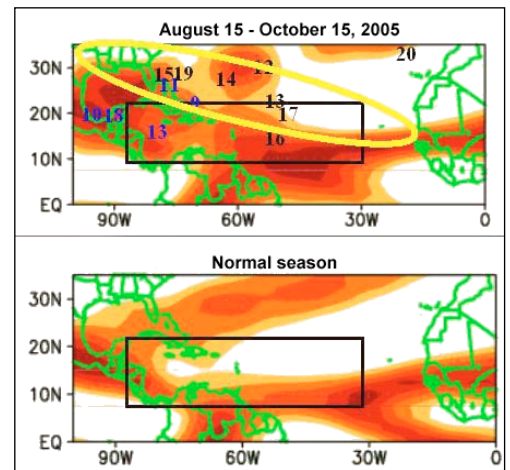 August 15 - October 15, 2005
20
30N
15
19
14
12
11
9
13
20N
10
18
17
13
16
10N
EQ
90W
60W
30W
0
Normal season
30N
20N
10N
EQ
90W
60W
30W
0